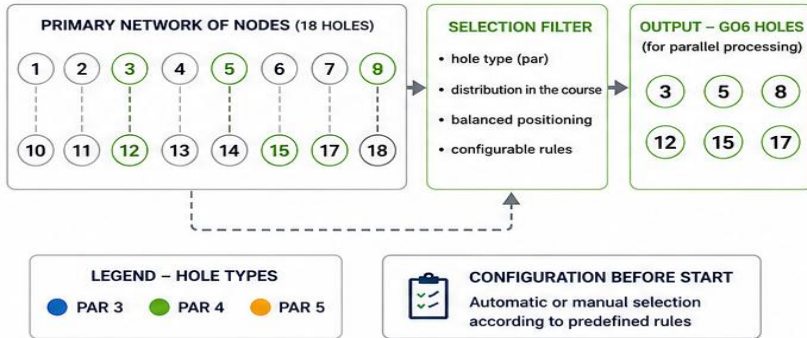 PRIMARY NETWORK OF NODES (18 HOLES)
1 2 3 4 5 6 7 9
10 11 12 13 14 15 17 18
SELECTION FILTER
• hole type (par)
• distribution in the course
• balanced positioning
• configurable rules
OUTPUT – GO6 HOLES
(for parallel processing)
3 5 8
12 15 17
LEGEND – HOLE TYPES
PAR 3 PAR 4 PAR 5
CONFIGURATION BEFORE START
Automatic or manual selection
according to predefined rules